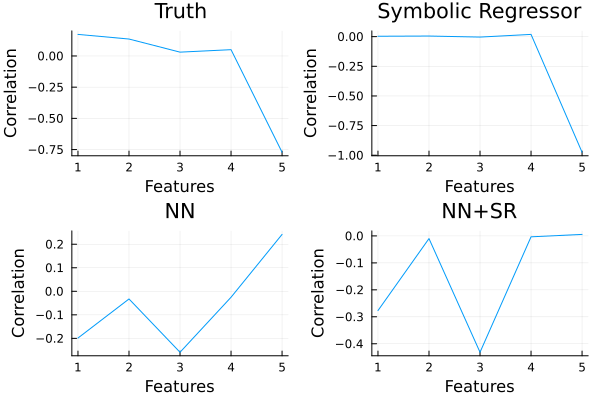 Truth
Correlation
0.00
−0.25
−0.50
−0.75
1 2 3 4 5
Features
Symbolic Regressor
Correlation
0.00
−0.25
−0.50
−0.75
−1.00
1 2 3 4 5
Features
NN
Correlation
0.2
0.1
0.0
−0.1
−0.2
1 2 3 4 5
Features
NN+SR
Correlation
0.0
−0.1
−0.2
−0.3
−0.4
1 2 3 4 5
Features